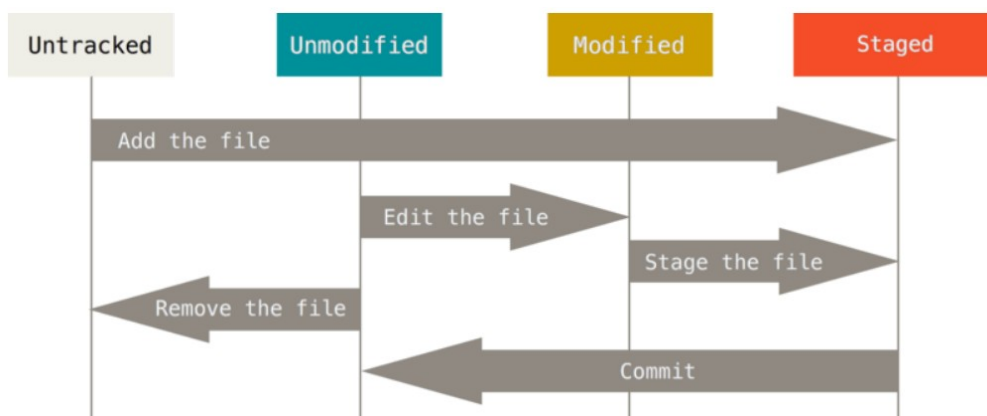 Untracked
Unmodified
Modified
Staged
Add the file
Edit the file
Stage the file
Remove the file
Commit